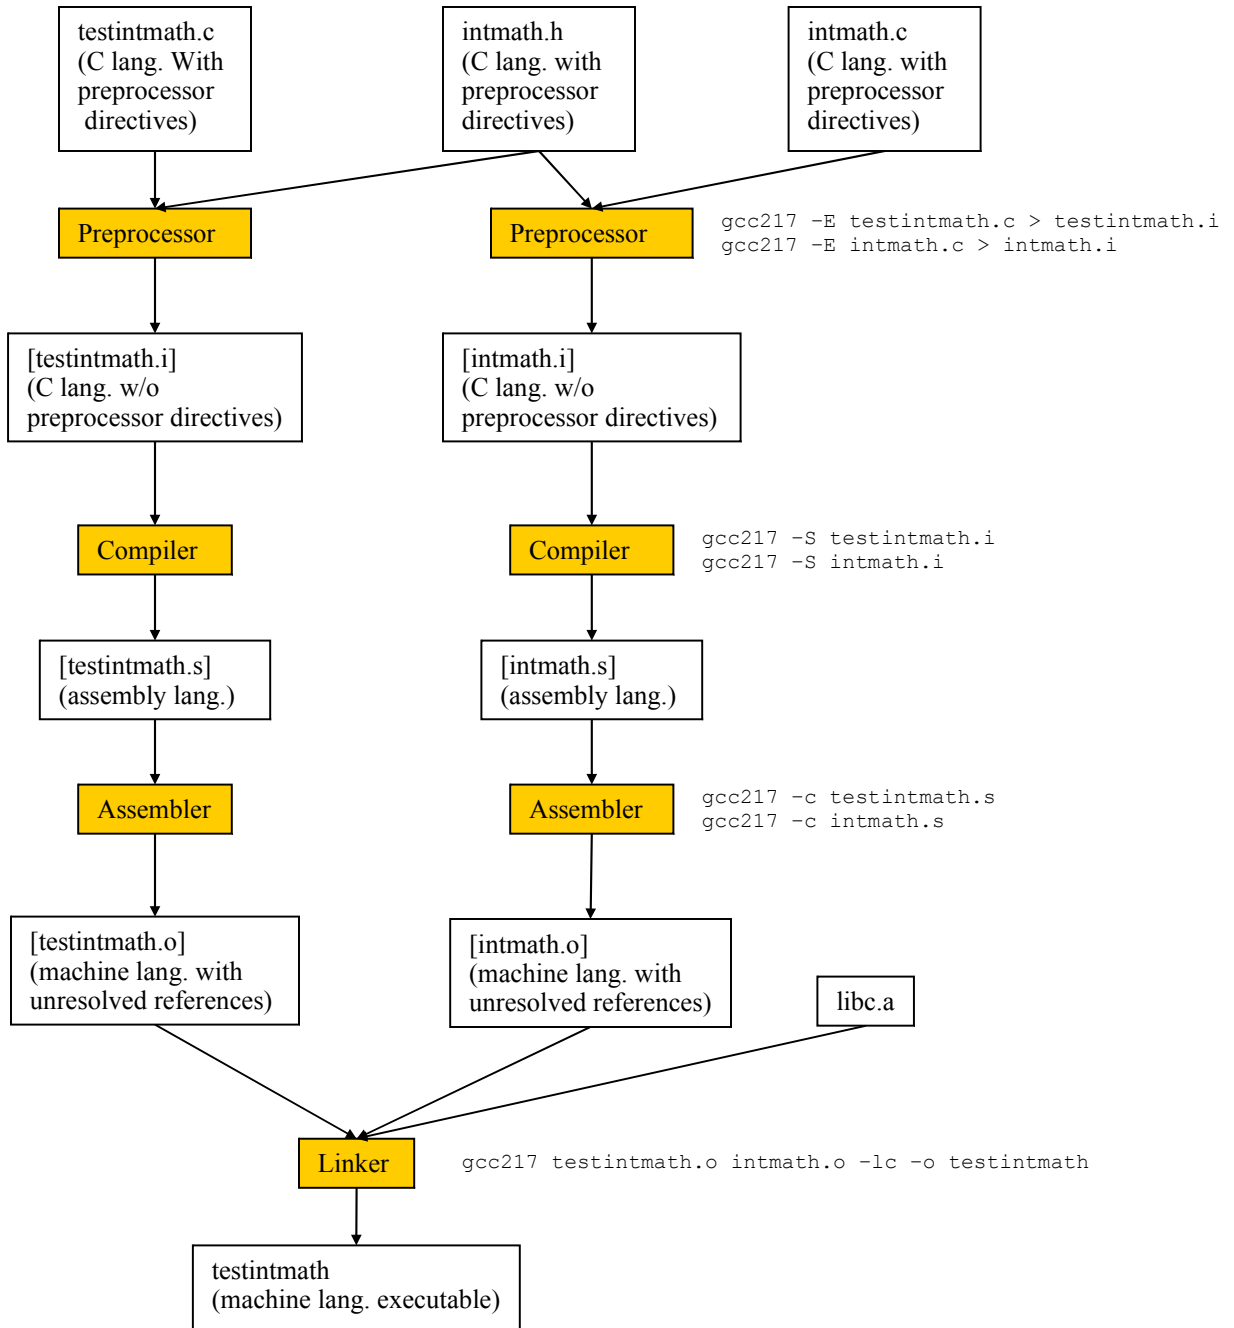 testintmath.c
(C lang. With
preprocessor
directives)
intmath.h
(C lang. with
preprocessor
directives)
intmath.c
(C lang. with
preprocessor
directives)
Preprocessor
Preprocessor
gcc217 –E testintmath.c > testintmath.i
gcc217 –E intmath.c > intmath.i
[testintmath.i]
(C lang. w/o
preprocessor directives)
[intmath.i]
(C lang. w/o
preprocessor directives)
Compiler
Compiler
gcc217 –S testintmath.i
gcc217 –S intmath.i
[testintmath.s]
(assembly lang.)
[intmath.s]
(assembly lang.)
Assembler
Assembler
gcc217 –c testintmath.s
gcc217 –c intmath.s
[testintmath.o]
(machine lang. with
unresolved references)
[intmath.o]
(machine lang. with
unresolved references)
libc.a
Linker
gcc217 testintmath.o intmath.o –lc –o testintmath
testintmath
(machine lang. executable)